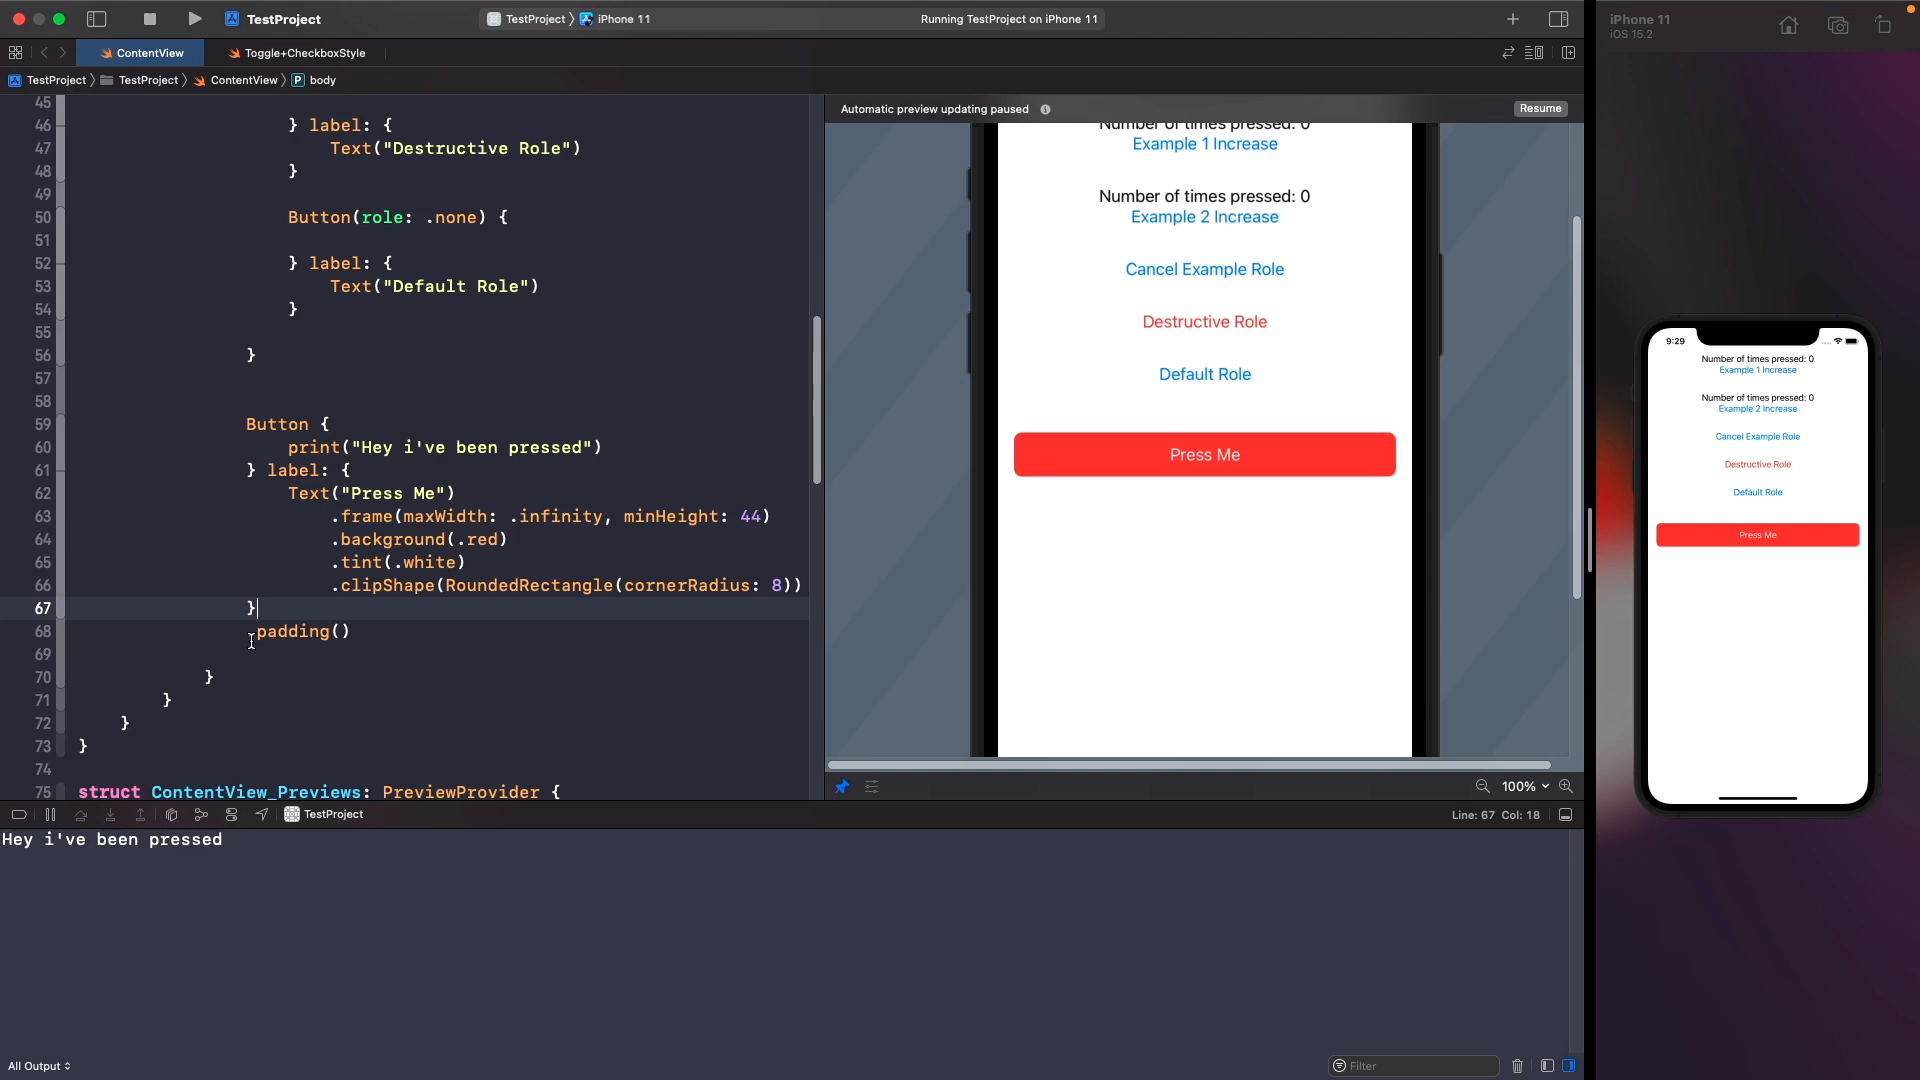 TestProject
TestProject 〉 iPhone 11
Running TestProject on iPhone 11
iPhone 11
iOS 15.2
ContentView
Toggle+CheckboxStyle
TestProject 〉 TestProject 〉 ContentView 〉 P body
Automatic preview updating paused
Resume
45
46 } label: {
47 Text("Destructive Role")
48 }
49
50 Button(role: .none) {
51
52 } label: {
53 Text("Default Role")
54 }
55
56 }
57
58
59 Button {
60 print("Hey i've been pressed")
61 } label: {
62 Text("Press Me")
63 .frame(maxWidth: .infinity, minHeight: 44)
64 .background(.red)
65 .tint(.white)
66 .clipShape(RoundedRectangle(cornerRadius: 8))
67 }
68 .padding()
69
70 }
71 }
72 }
73 }
74
75 struct ContentView_Previews: PreviewProvider {
Number of times pressed: 0
Example 1 Increase
Number of times pressed: 0
Example 2 Increase
Cancel Example Role
Destructive Role
Default Role
Press Me
100%
9:29
Number of times pressed: 0
Example 1 Increase
Number of times pressed: 0
Example 2 Increase
Cancel Example Role
Destructive Role
Default Role
Press Me
TestProject
Line: 67 Col: 18
Hey i've been pressed
All Output
Filter